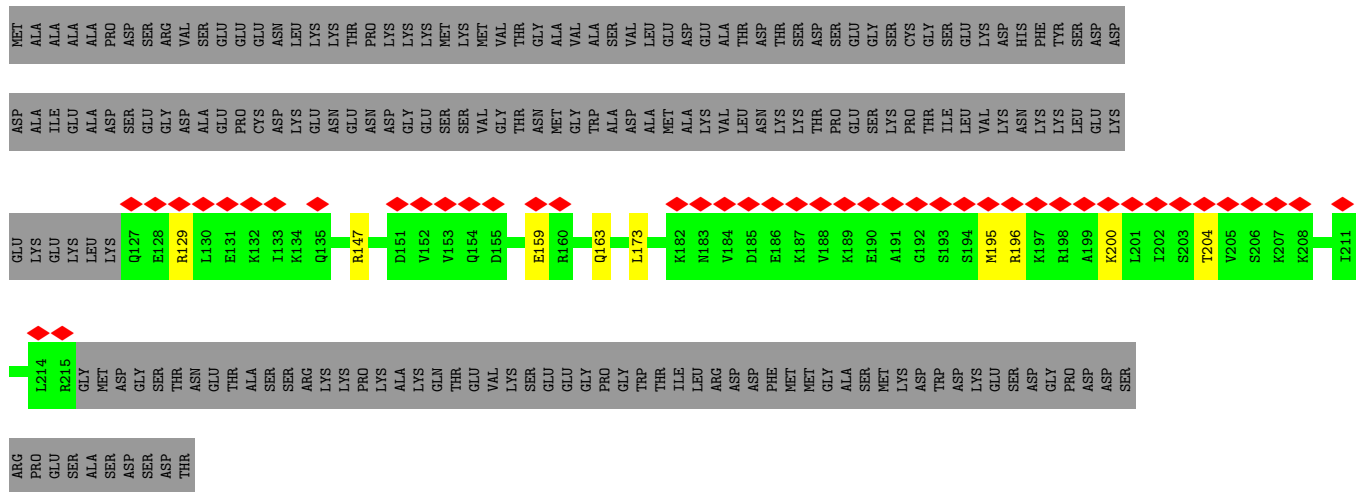 MET ALA ALA ALA ALA PRO ASP SER ARG VAL SER GLU GLU GLU ASN LEU LYS LYS THR PRO LYS LYS LYS MET LYS MET VAL THR GLY ALA VAL ALA SER VAL LEU GLU ASP GLU ALA THR ASP THR SER ASP SER GLU GLY SER CYS GLY SER GLU LYS ASP HIS PHE TYR SER ASP ASP
ASP ALA ILE GLU ALA ASP SER GLU GLY ASP ALA GLU PRO CYS ASP LYS GLU ASN GLU ASN ASP GLY GLU SER SER VAL GLY THR ASN MET GLY TRP ALA ASP ALA MET ALA LYS VAL LEU ASN LYS LYS THR PRO GLU SER LYS PRO THR ILE LEU VAL LYS ASN LYS LYS LEU GLU LYS
GLU LYS GLU LYS LEU LYS Q127 E128 R129 L130 E131 K132 I133 K134 Q135 R147 D151 V152 V153 Q154 D155 E159 R160 Q163 L173 K182 N183 V184 D185 E186 K187 V188 K189 E190 A191 G192 S193 S194 M195 R196 K197 R198 A199 K200 L201 I202 S203 T204 V205 S206 K207 K208 I211
L214 R215 GLY MET ASP GLY SER THR ASN GLU THR ALA SER SER ARG LYS LYS PRO LYS ALA LYS GLN THR GLU VAL LYS SER GLU GLU GLY PRO GLY TRP THR ILE LEU ARG ASP ASP PHE MET MET GLY ALA SER MET LYS ASP TRP ASP LYS GLU SER ASP GLY PRO ASP ASP SER
ARG PRO GLU SER ALA SER ASP SER ASP THR